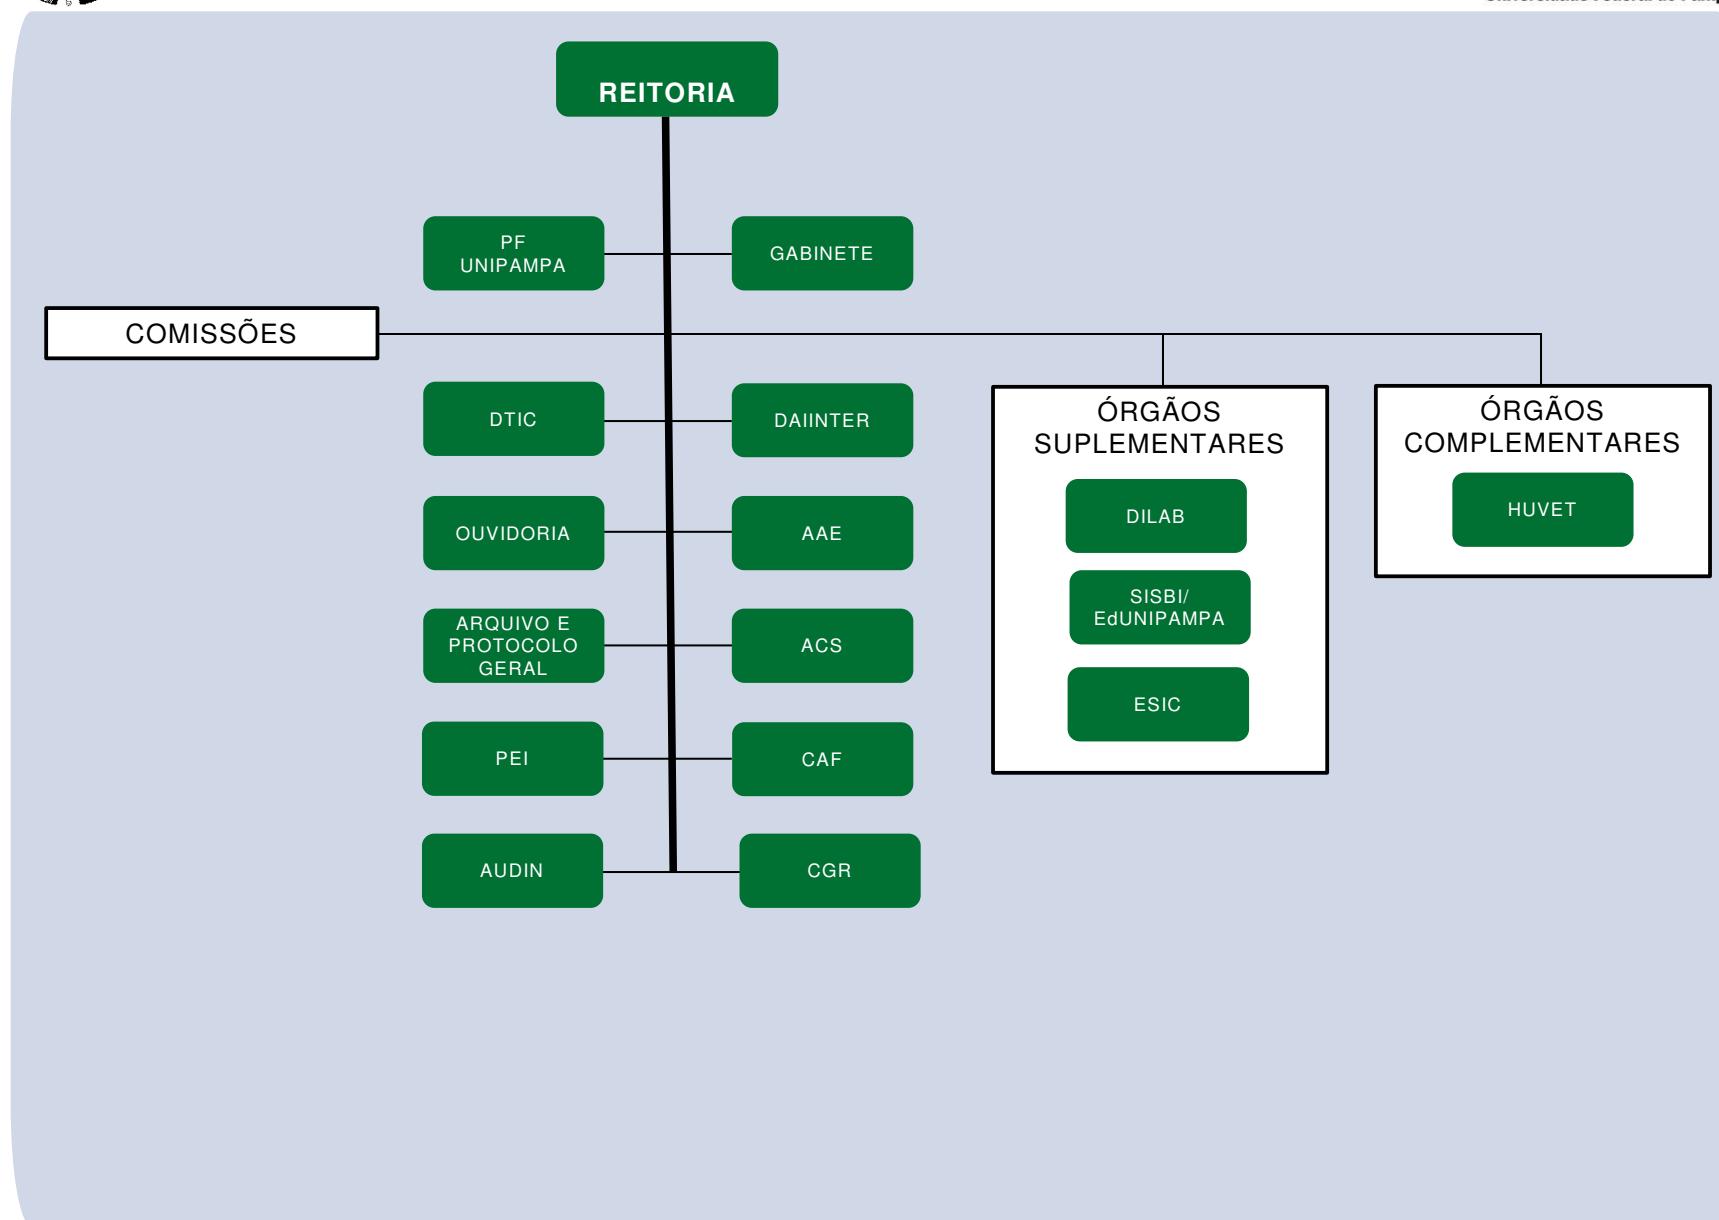 REITORIA
PF
UNIPAMPA
GABINETE
COMISSÕES
DTIC
DAIINTER
ÓRGÃOS
SUPLEMENTARES
ÓRGÃOS
COMPLEMENTARES
DILAB
HUVET
OUVIDORIA
AAE
SISBI/
EdUNIPAMPA
ARQUIVO E
PROTOCOLO
GERAL
ACS
ESIC
PEI
CAF
AUDIN
CGR